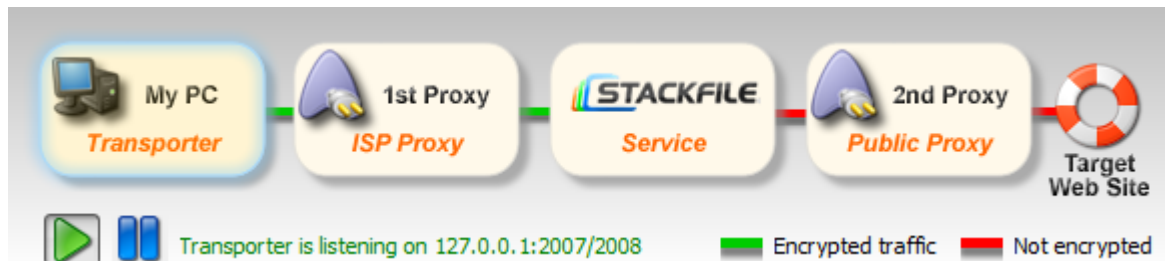 My PC
Transporter
1st Proxy
ISP Proxy
STACKFILE
Service
2nd Proxy
Public Proxy
Target
Web Site
Transporter is listening on 127.0.0.1:2007/2008
Encrypted traffic
Not encrypted